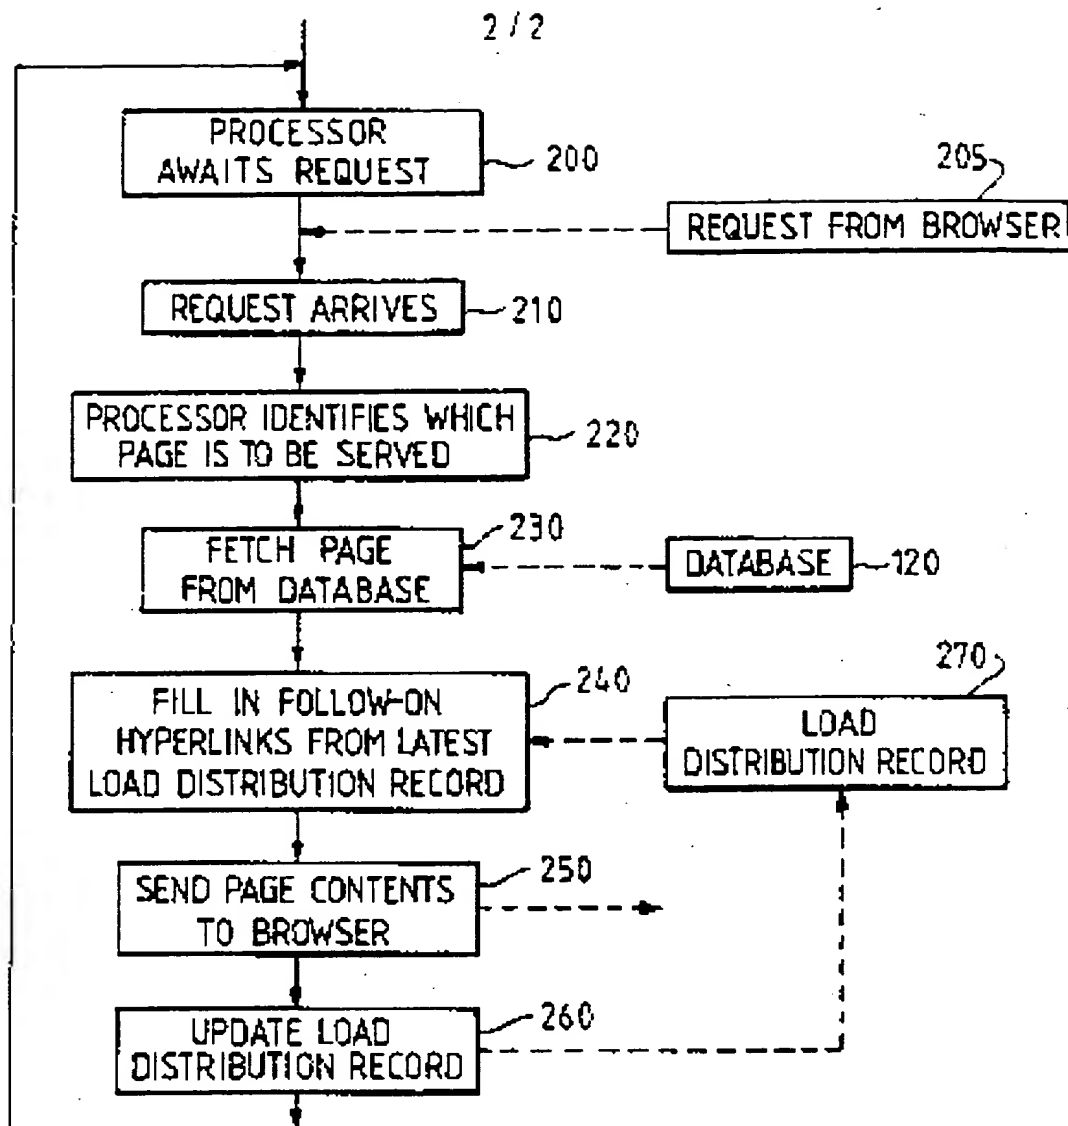 2/2
PROCESSOR
AWAITS REQUEST
200
205
REQUEST FROM BROWSER
REQUEST ARRIVES
210
PROCESSOR IDENTIFIES WHICH
PAGE IS TO BE SERVED
220
FETCH PAGE
FROM DATABASE
230
DATABASE
120
FILL IN FOLLOW-ON
HYPERLINKS FROM LATEST
LOAD DISTRIBUTION RECORD
240
270
LOAD
DISTRIBUTION RECORD
SEND PAGE CONTENTS
TO BROWSER
250
UPDATE LOAD
DISTRIBUTION RECORD
260